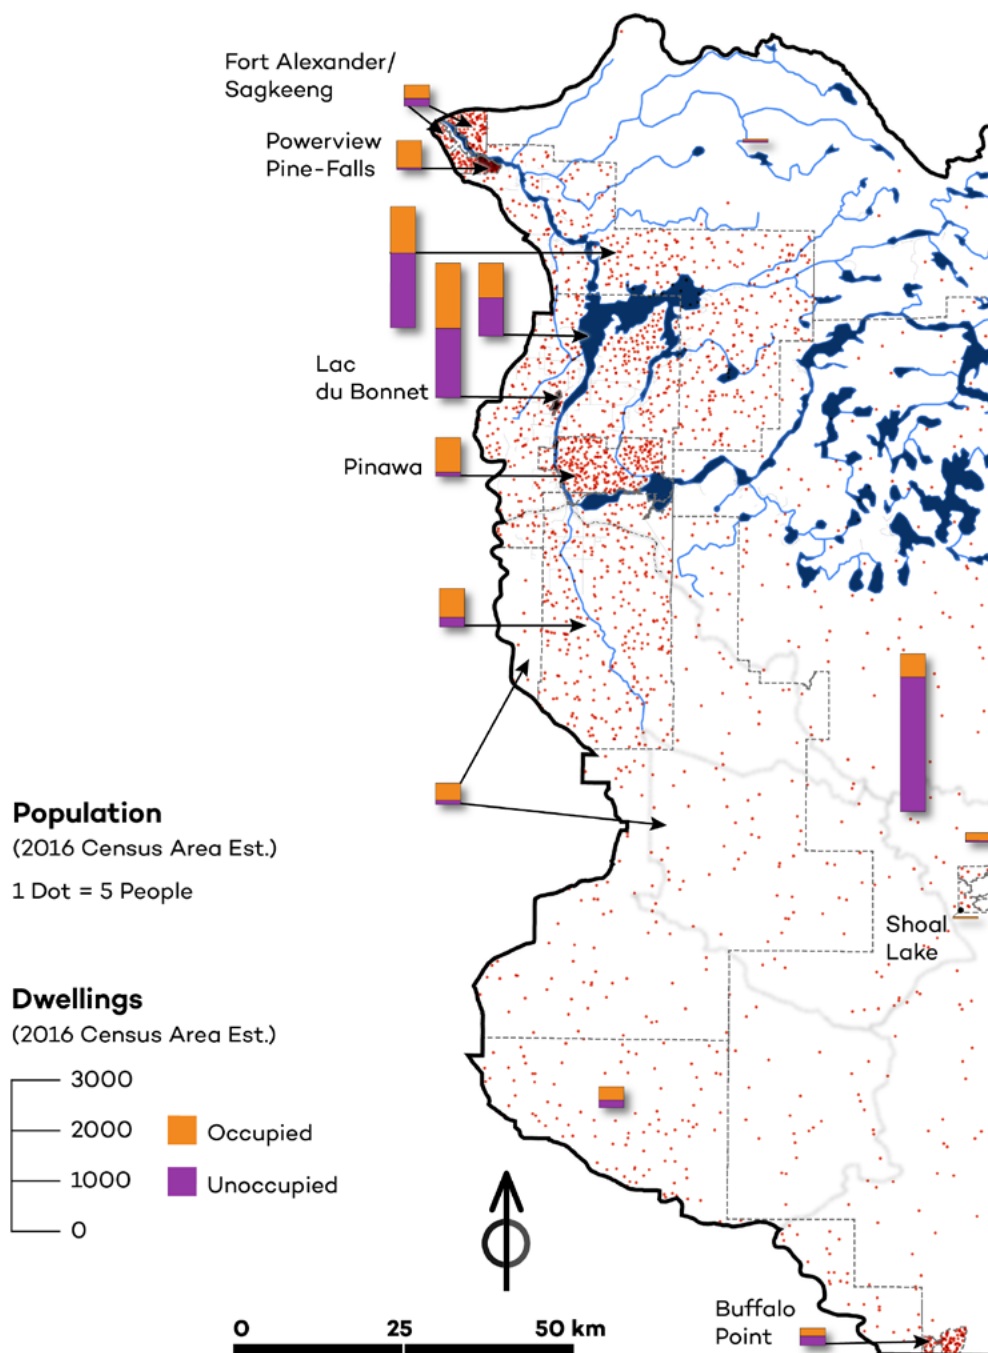 Fort Alexander/
Sagkeeng
Powerview
Pine-Falls
Lac
du Bonnet
Pinawa
Population
(2016 Census Area Est.)
1 Dot = 5 People
Shoal
Lake
Dwellings
(2016 Census Area Est.)
3000
2000
1000
0
Occupied
Unoccupied
Buffalo
Point
0 25 50 km